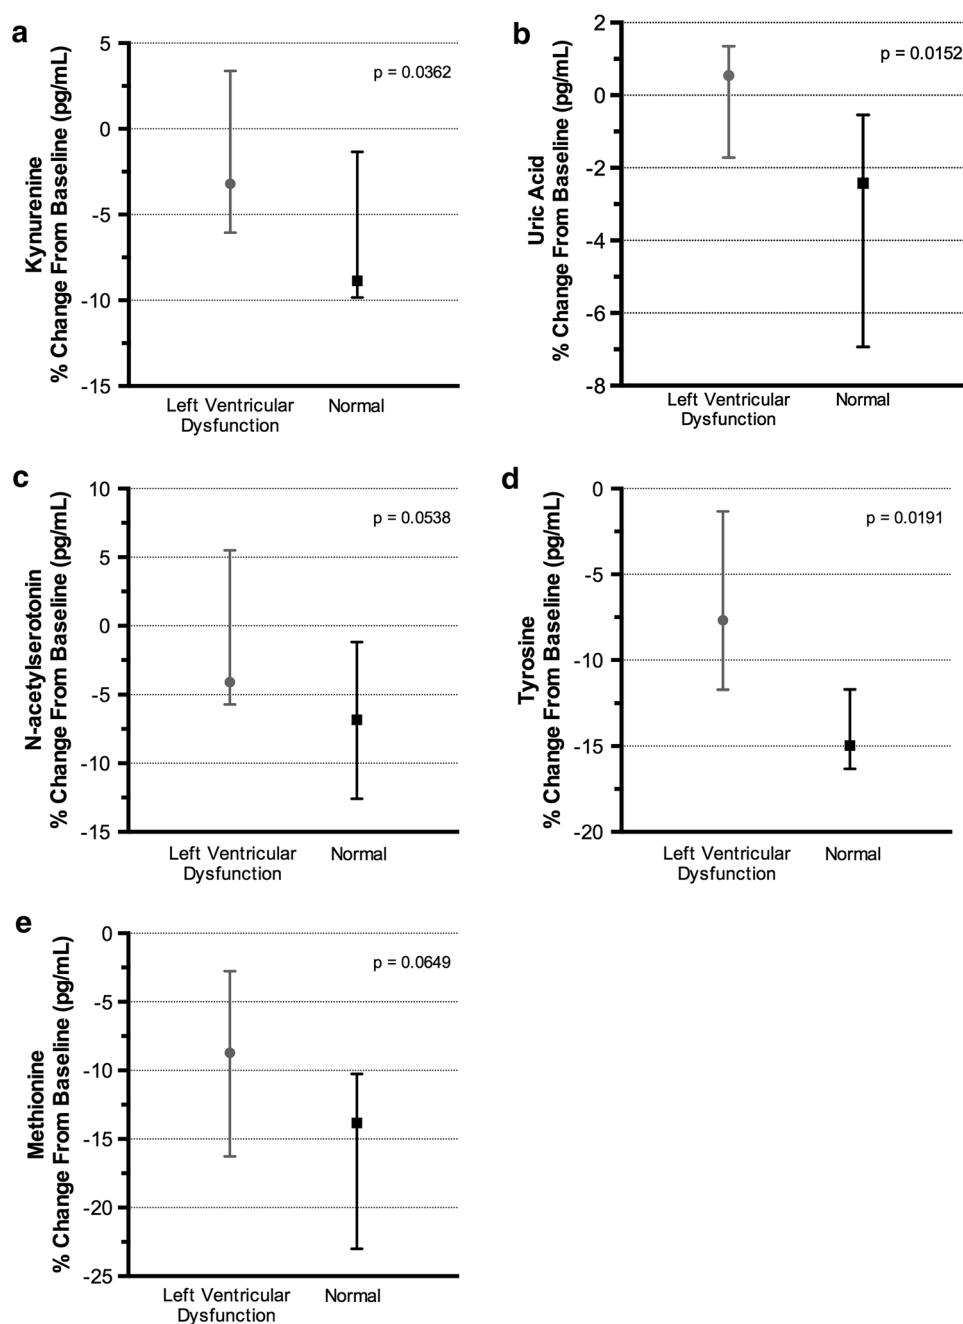 a
Kynurenine
% Change From Baseline (pg/mL)
5
0
-5
-10
-15
p = 0.0362
Left Ventricular
Dysfunction
Normal
b
Uric Acid
% Change From Baseline (pg/mL)
2
0
-2
-4
-6
-8
p = 0.0152
Left Ventricular
Dysfunction
Normal
c
N-acetylserotonin
% Change From Baseline (pg/mL)
10
5
0
-5
-10
-15
p = 0.0538
Left Ventricular
Dysfunction
Normal
d
Tyrosine
% Change From Baseline (pg/mL)
0
-5
-10
-15
-20
p = 0.0191
Left Ventricular
Dysfunction
Normal
e
Methionine
% Change From Baseline (pg/mL)
0
-5
-10
-15
-20
-25
p = 0.0649
Left Ventricular
Dysfunction
Normal